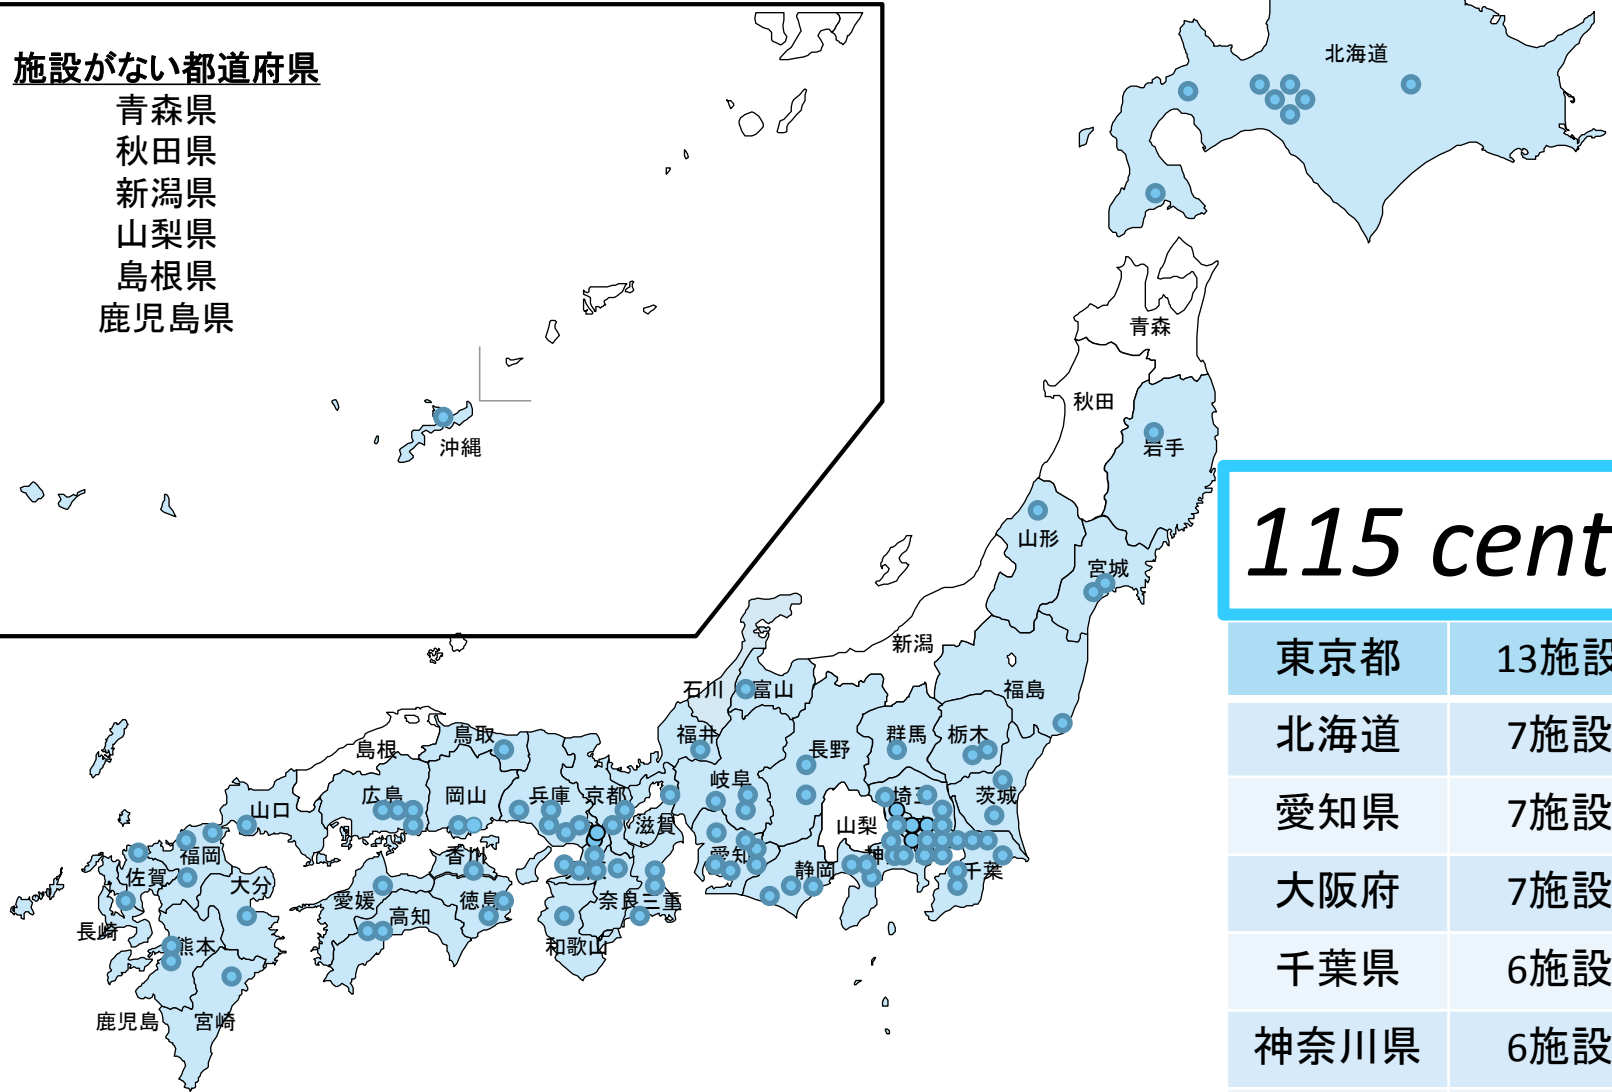 施設がない都道府県
青森県
秋田県
新潟県
山梨県
島根県
鹿児島県
沖縄
北海道
青森
秋田
岩手
山形
宮城
新潟
福島
石川
富山
福井
長野
群馬
栃木
岐阜
埼玉
茨城
山梨
島根
鳥取
広島
岡山
兵庫
京都
滋賀
山口
愛知
静岡
千葉
福岡
香川
佐賀
大分
愛媛
高知
徳島
奈良
三重
長崎
熊本
和歌山
鹿児島
宮崎
115 cent
東京都 13施設
北海道 7施設
愛知県 7施設
大阪府 7施設
千葉県 6施設
神奈川県 6施設